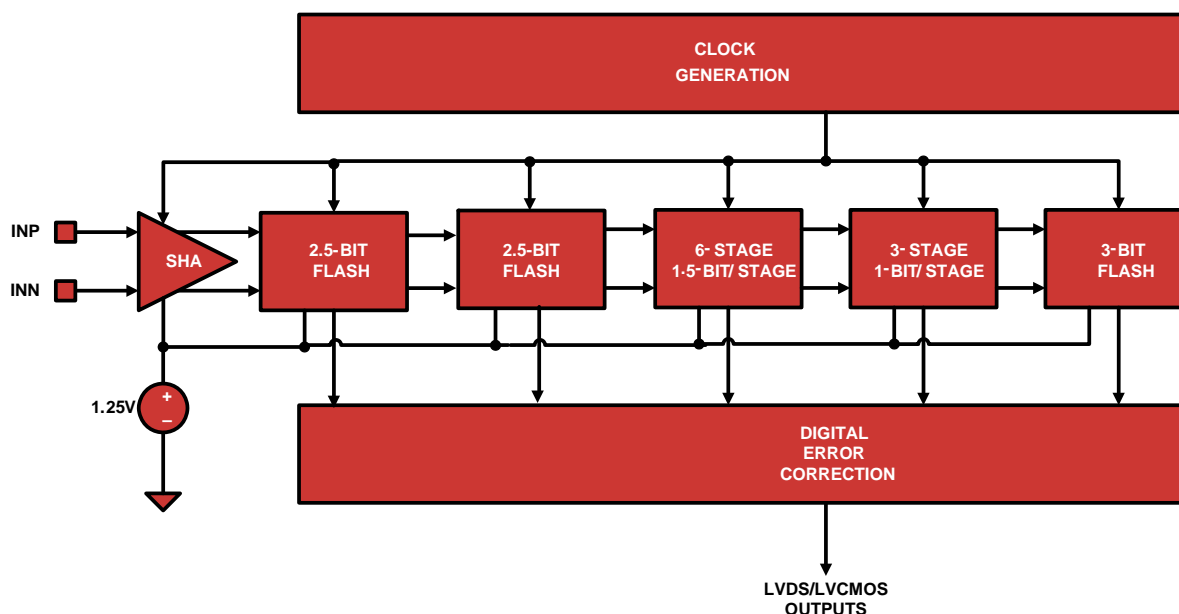 CLOCK
GENERATION
INP
INN
SHA
2.5-BIT
FLASH
2.5-BIT
FLASH
6- STAGE
1.5-BIT/ STAGE
3- STAGE
1-BIT/ STAGE
3-BIT
FLASH
1.25V
+
–
DIGITAL
ERROR
CORRECTION
LVDS/LVCMOS
OUTPUTS